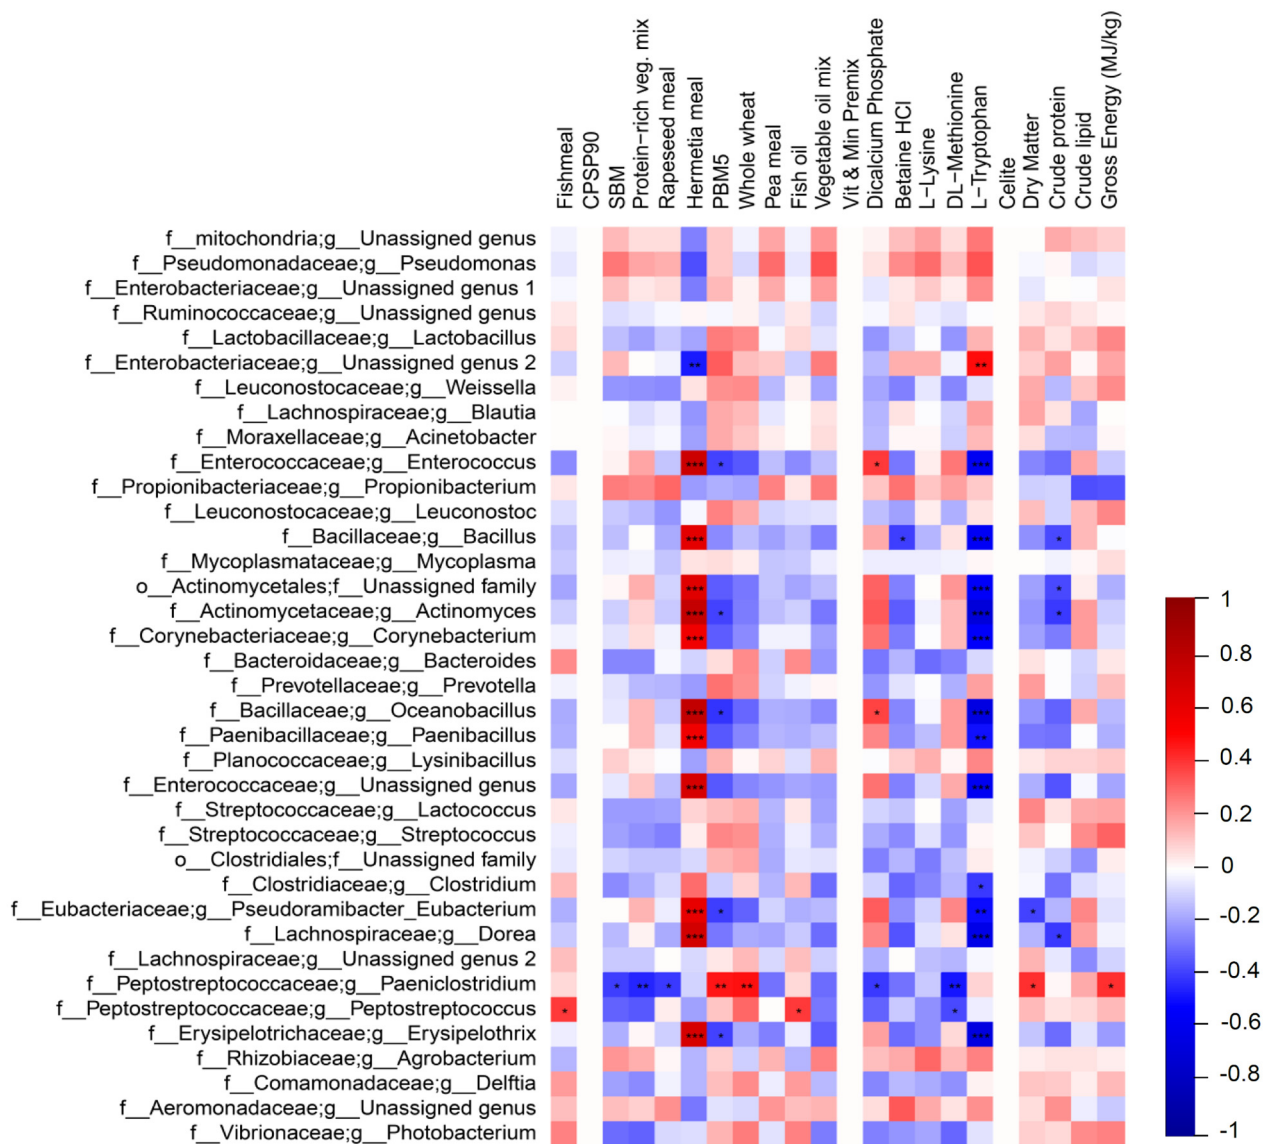 Fishmeal
CPSP90
SBM
Protein−rich veg. mix
Rapeseed meal
Hermetia meal
PBM5
Whole wheat
Pea meal
Fish oil
Vegetable oil mix
Vit & Min Premix
Dicalcium Phosphate
Betaine HCl
L−Lysine
DL−Methionine
L−Tryptophan
Celite
Dry Matter
Crude protein
Crude lipid
Gross Energy (MJ/kg)
f__mitochondria;g__Unassigned genus
f__Pseudomonadaceae;g__Pseudomonas
f__Enterobacteriaceae;g__Unassigned genus 1
f__Ruminococcaceae;g__Unassigned genus
f__Lactobacillaceae;g__Lactobacillus
f__Enterobacteriaceae;g__Unassigned genus 2 ** **
f__Leuconostocaceae;g__Weissella
f__Lachnospiraceae;g__Blautia
f__Moraxellaceae;g__Acinetobacter
f__Enterococcaceae;g__Enterococcus *** * * ***
f__Propionibacteriaceae;g__Propionibacterium
f__Leuconostocaceae;g__Leuconostoc
f__Bacillaceae;g__Bacillus *** * *** *
f__Mycoplasmataceae;g__Mycoplasma
o__Actinomycetales;f__Unassigned family *** *** *
f__Actinomycetaceae;g__Actinomyces *** * *** *
f__Corynebacteriaceae;g__Corynebacterium *** ***
f__Bacteroidaceae;g__Bacteroides
f__Prevotellaceae;g__Prevotella
f__Bacillaceae;g__Oceanobacillus *** * * ***
f__Paenibacillaceae;g__Paenibacillus *** **
f__Planococcaceae;g__Lysinibacillus
f__Enterococcaceae;g__Unassigned genus *** ***
f__Streptococcaceae;g__Lactococcus
f__Streptococcaceae;g__Streptococcus
o__Clostridiales;f__Unassigned family
f__Clostridiaceae;g__Clostridium *
f__Eubacteriaceae;g__Pseudoramibacter_Eubacterium *** * ** *
f__Lachnospiraceae;g__Dorea *** *** *
f__Lachnospiraceae;g__Unassigned genus 2
f__Peptostreptococcaceae;g__Paeniclostridium * ** * ** ** * ** * *
f__Peptostreptococcaceae;g__Peptostreptococcus * * *
f__Erysipelotrichaceae;g__Erysipelothrix *** * ***
f__Rhizobiaceae;g__Agrobacterium
f__Comamonadaceae;g__Delftia
f__Aeromonadaceae;g__Unassigned genus
f__Vibrionaceae;g__Photobacterium
1
0.8
0.6
0.4
0.2
0
-0.2
-0.4
-0.6
-0.8
-1